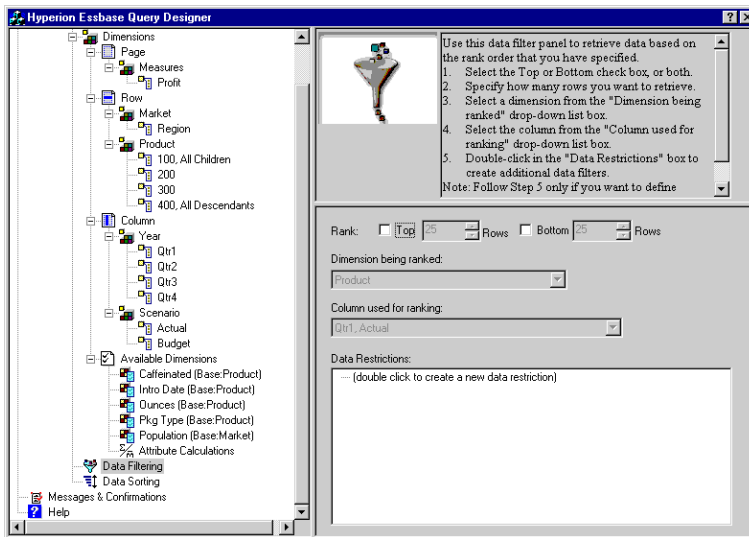 Hyperion Essbase Query Designer
Dimensions
Page
Measures
Profit
Row
Market
Region
Product
100, All Children
200
300
400, All Descendants
Column
Year
Qtr1
Qtr2
Qtr3
Qtr4
Scenario
Actual
Budget
Available Dimensions
Caffeinated (Base:Product)
Intro Date (Base:Product)
Ounces (Base:Product)
Pkg Type (Base:Product)
Population (Base:Market)
Attribute Calculations
Data Filtering
Data Sorting
Messages & Confirmations
Help
Use this data filter panel to retrieve data based on
the rank order that you have specified.
1. Select the Top or Bottom check box, or both.
2. Specify how many rows you want to retrieve.
3. Select a dimension from the "Dimension being
ranked" drop-down list box.
4. Select the column from the "Column used for
ranking" drop-down list box.
5. Double-click in the "Data Restrictions" box to
create additional data filters.
Note: Follow Step 5 only if you want to define
Rank: Top 25 Rows Bottom 25 Rows
Dimension being ranked:
Product
Column used for ranking:
Qtr1, Actual
Data Restrictions:
(double click to create a new data restriction)